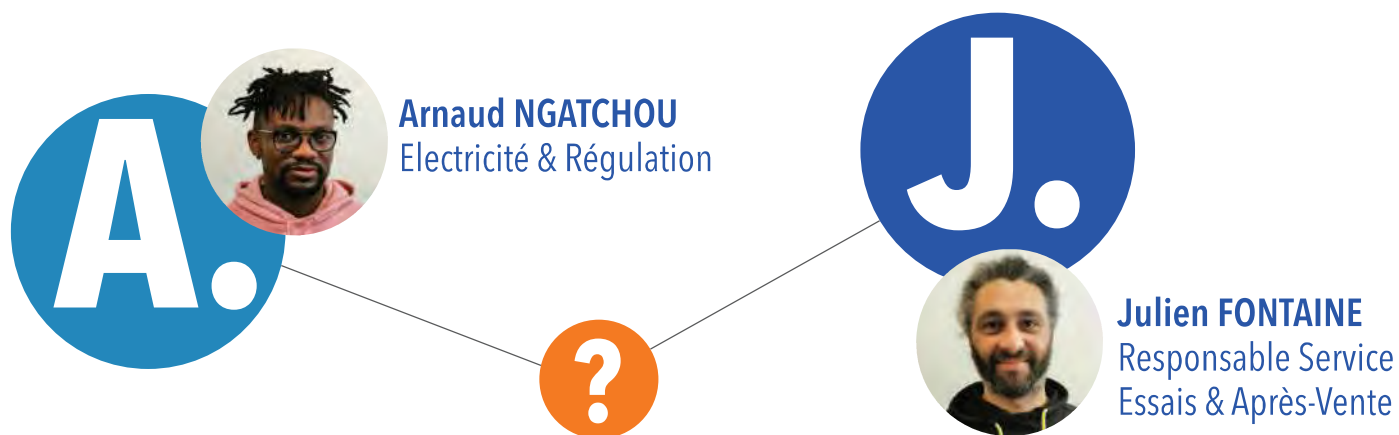 A.
Arnaud NGATCHOU
Electricité & Régulation
J.
?
Julien FONTAINE
Responsable Service
Essais & Après-Vente